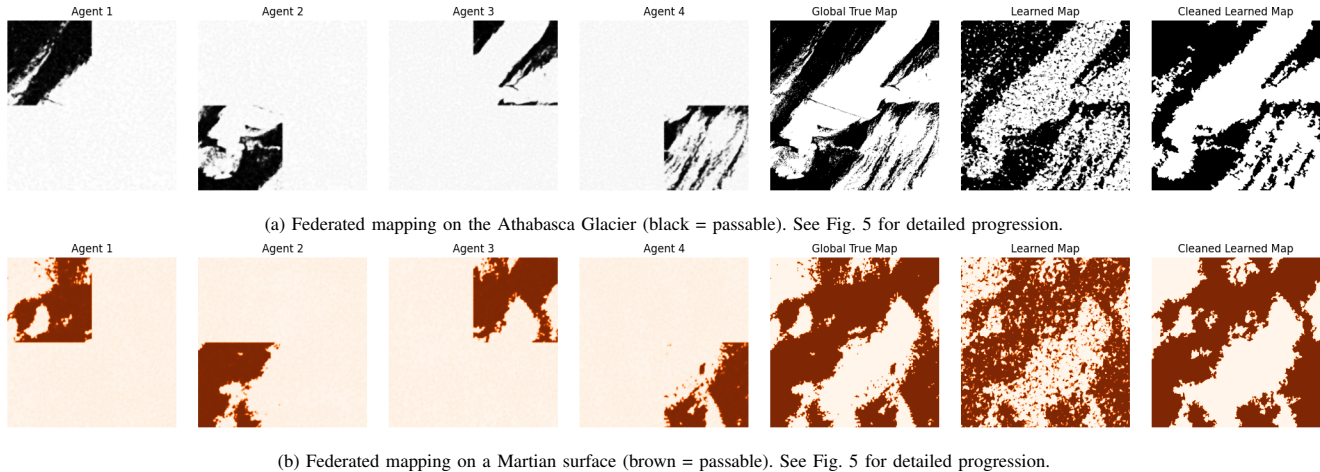 Agent 1 Agent 2 Agent 3 Agent 4 Global True Map Learned Map Cleaned Learned Map
(a) Federated mapping on the Athabasca Glacier (black = passable). See Fig. 5 for detailed progression.
Agent 1 Agent 2 Agent 3 Agent 4 Global True Map Learned Map Cleaned Learned Map
(b) Federated mapping on a Martian surface (brown = passable). See Fig. 5 for detailed progression.